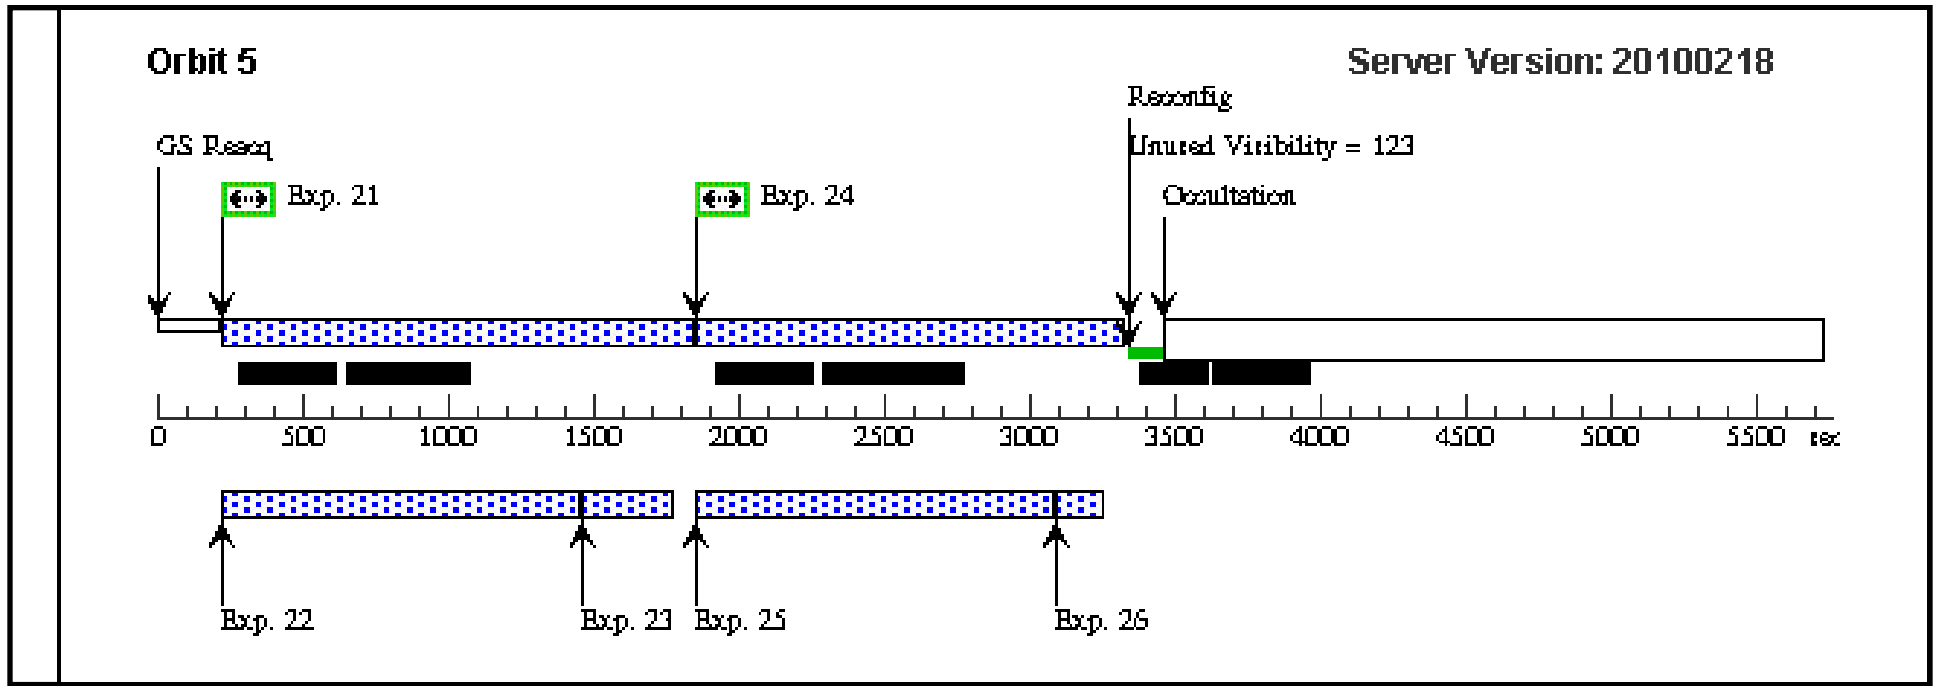 Orbit 5
Server Version: 20100218
Reconfig
GS Reacq
Unused Visibility = 123
Exp. 21
Exp. 24
Occultation
0 500 1000 1500 2000 2500 3000 3500 4000 4500 5000 5500 sec
Exp. 22
Exp. 23
Exp. 25
Exp. 26